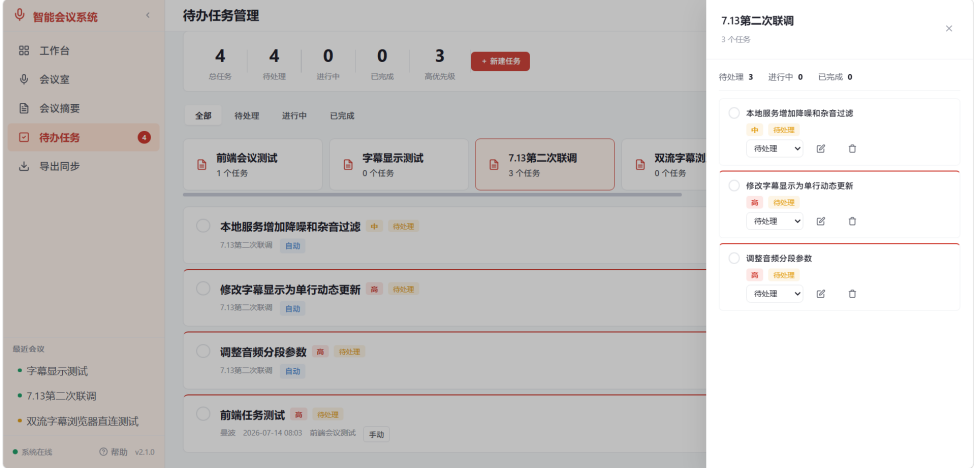 智能会议系统
工作台
会议室
会议摘要
待办任务 4
导出同步
最近会议
字幕显示测试
7.13第二次联调
双流字幕浏览器直连测试
系统在线 帮助 v2.1.0
待办任务管理
4 4 0 0 3
总任务 待处理 进行中 已完成 高优先级
+ 新建任务
全部 待处理 进行中 已完成
前端会议测试
1 个任务
字幕显示测试
0 个任务
7.13第二次联调
3 个任务
双流字幕浏
0 个任务
本地服务增加降噪和杂音过滤 中 待处理
7.13第二次联调 自动
修改字幕显示为单行动态更新 高 待处理
7.13第二次联调 自动
调整音频分段参数 高 待处理
7.13第二次联调 自动
前端任务测试 高 待处理
曼波 2026-07-14 08:03 前端会议测试 手动
7.13第二次联调
3 个任务
待处理 3 进行中 0 已完成 0
本地服务增加降噪和杂音过滤
中 待处理
待处理
修改字幕显示为单行动态更新
高 待处理
待处理
调整音频分段参数
高 待处理
待处理